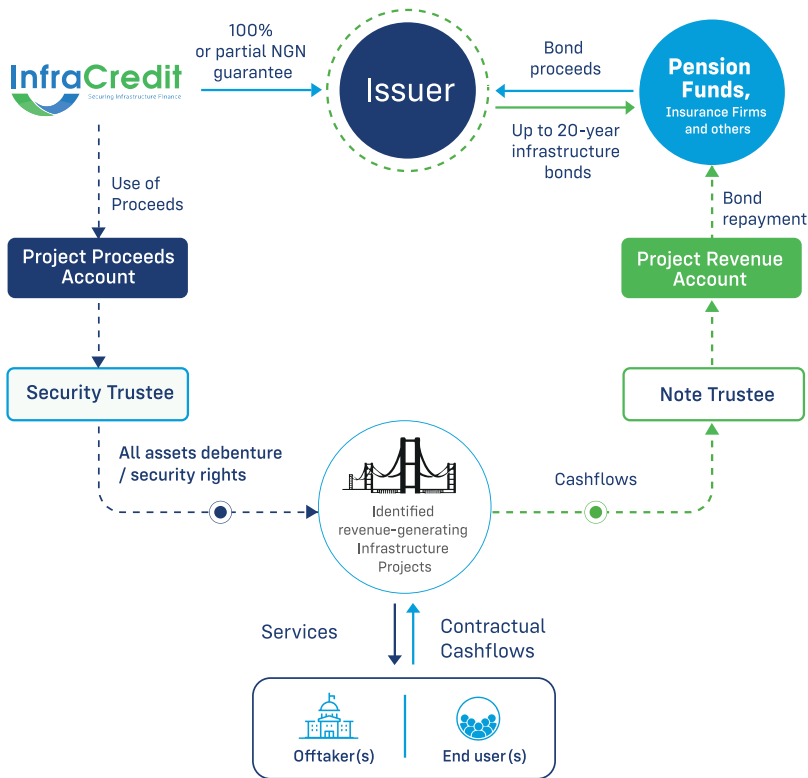 InfraCredit
Securing Infrastructure Finance
100%
or partial NGN
guarantee
Issuer
Bond
proceeds
Up to 20-year
infrastructure
bonds
Pension
Funds,
Insurance Firms
and others
Use of
Proceeds
Bond
repayment
Project Proceeds
Account
Project Revenue
Account
Security Trustee
Note Trustee
All assets debenture
/ security rights
Identified
revenue-generating
Infrastructure
Projects
Cashflows
Services
Contractual
Cashflows
Offtaker(s)
End user(s)